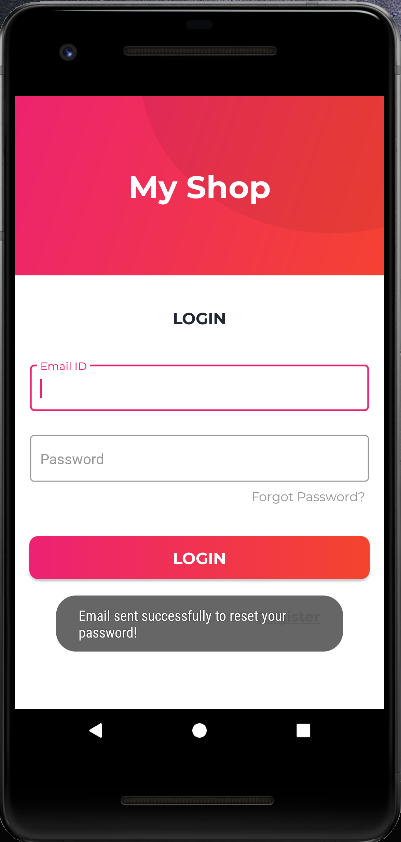 My Shop
LOGIN
Email ID
Password
Forgot Password?
LOGIN
Email sent successfully to reset your
password!